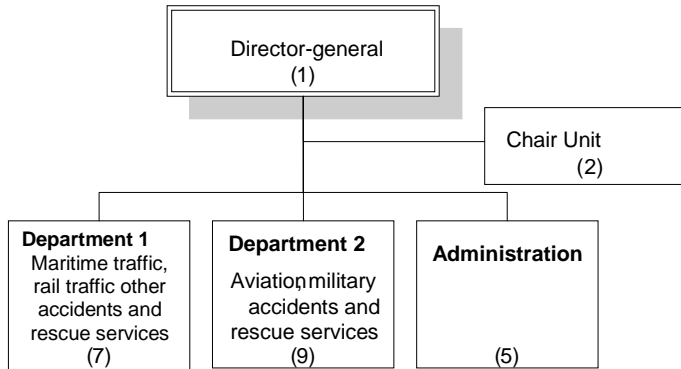 Director-general
(1)
Chair Unit
(2)
Department 1
Maritime traffic,
rail traffic other
accidents and
rescue services
(7)
Department 2
Aviation, military
accidents and
rescue services
(9)
Administration
(5)